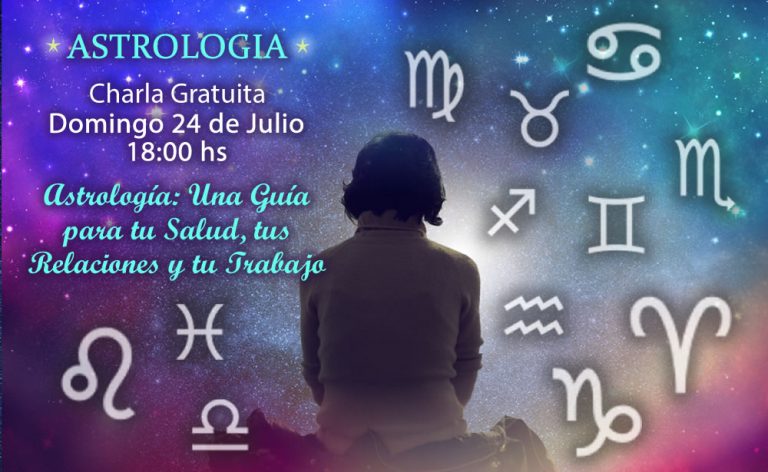 ASTROLOGIA
Charla Gratuita
Domingo 24 de Julio
18:00 hs
Astrología: Una Guía
para tu Salud, tus
Relaciones y tu Trabajo